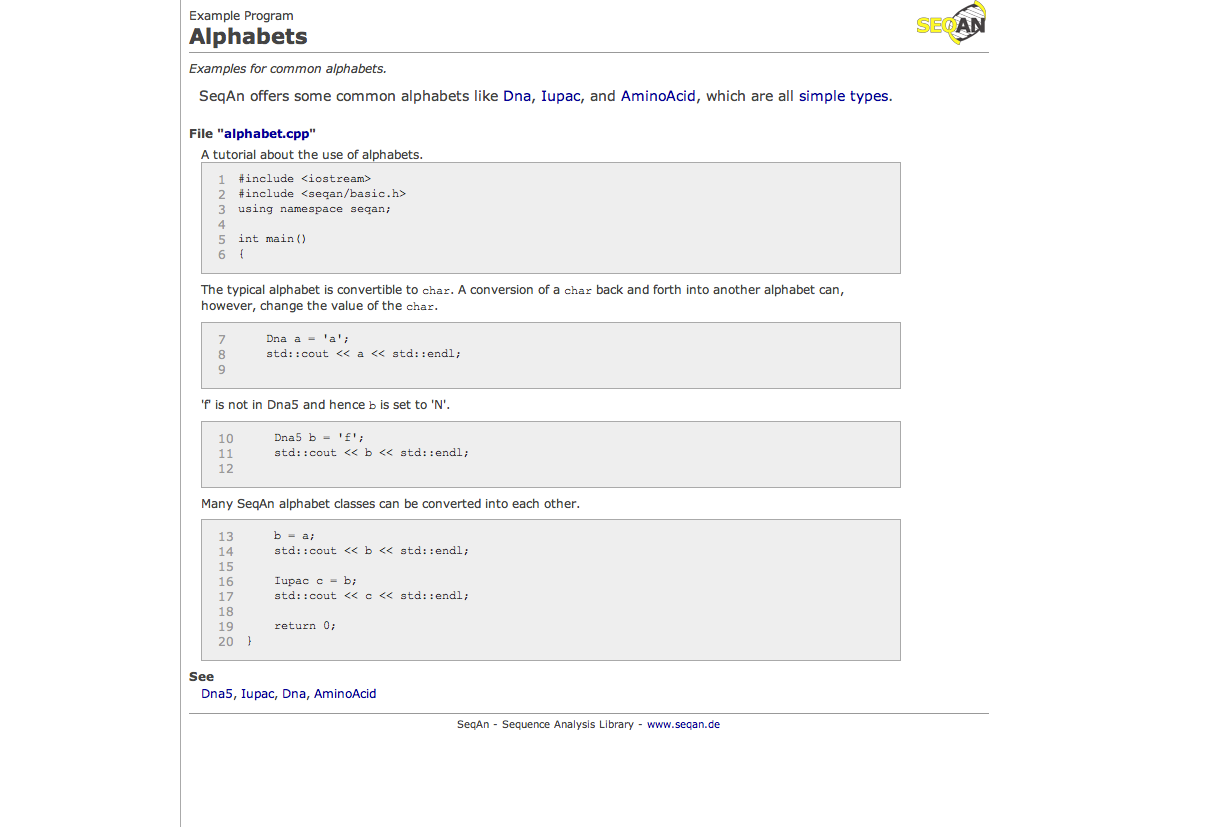 Example Program
Alphabets
SEQAN
Examples for common alphabets.
SeqAn offers some common alphabets like Dna, Iupac, and AminoAcid, which are all simple types.
File "alphabet.cpp"
A tutorial about the use of alphabets.
1 #include <iostream>
2 #include <seqan/basic.h>
3 using namespace seqan;
4
5 int main()
6 {
The typical alphabet is convertible to char. A conversion of a char back and forth into another alphabet can,
however, change the value of the char.
7 Dna a = 'a';
8 std::cout << a << std::endl;
9
'f' is not in Dna5 and hence b is set to 'N'.
10 Dna5 b = 'f';
11 std::cout << b << std::endl;
12
Many SeqAn alphabet classes can be converted into each other.
13 b = a;
14 std::cout << b << std::endl;
15
16 Iupac c = b;
17 std::cout << c << std::endl;
18
19 return 0;
20 }
See
Dna5, Iupac, Dna, AminoAcid
SeqAn - Sequence Analysis Library - www.seqan.de